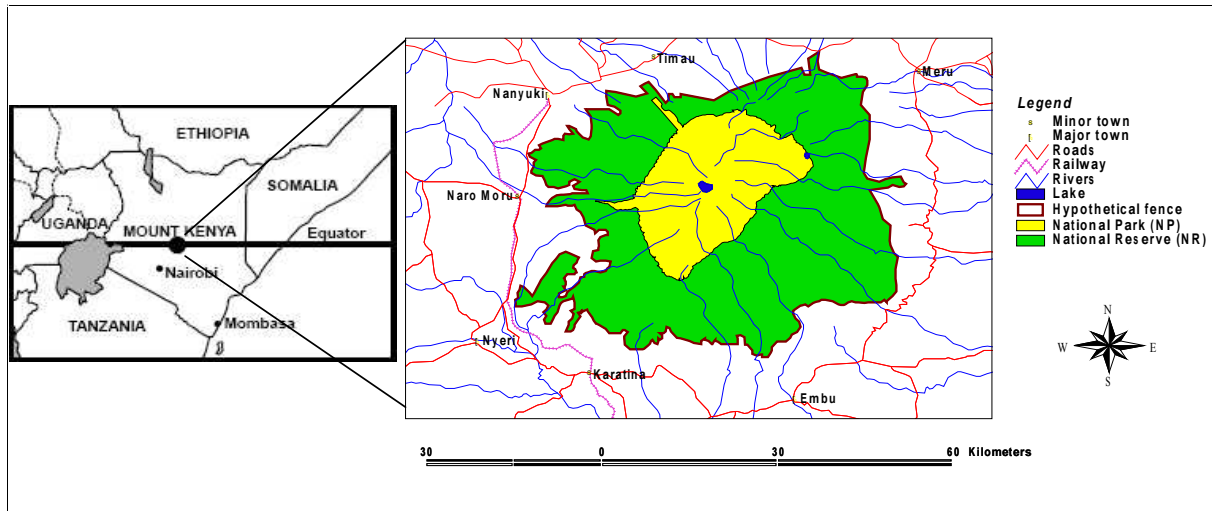 ETHIOPIA
SOMALIA
UGANDA
MOUNT KENYA
Equator
Nairobi
TANZANIA
Mombasa
Timau
Meru
Nanyuki
Naro Moru
Nyeri
Karatina
Embu
30 0 30 60 Kilometers
Legend
s Minor town
[ Major town
Roads
Railway
Rivers
Lake
Hypothetical fence
National Park (NP)
National Reserve (NR)
N
W E
S